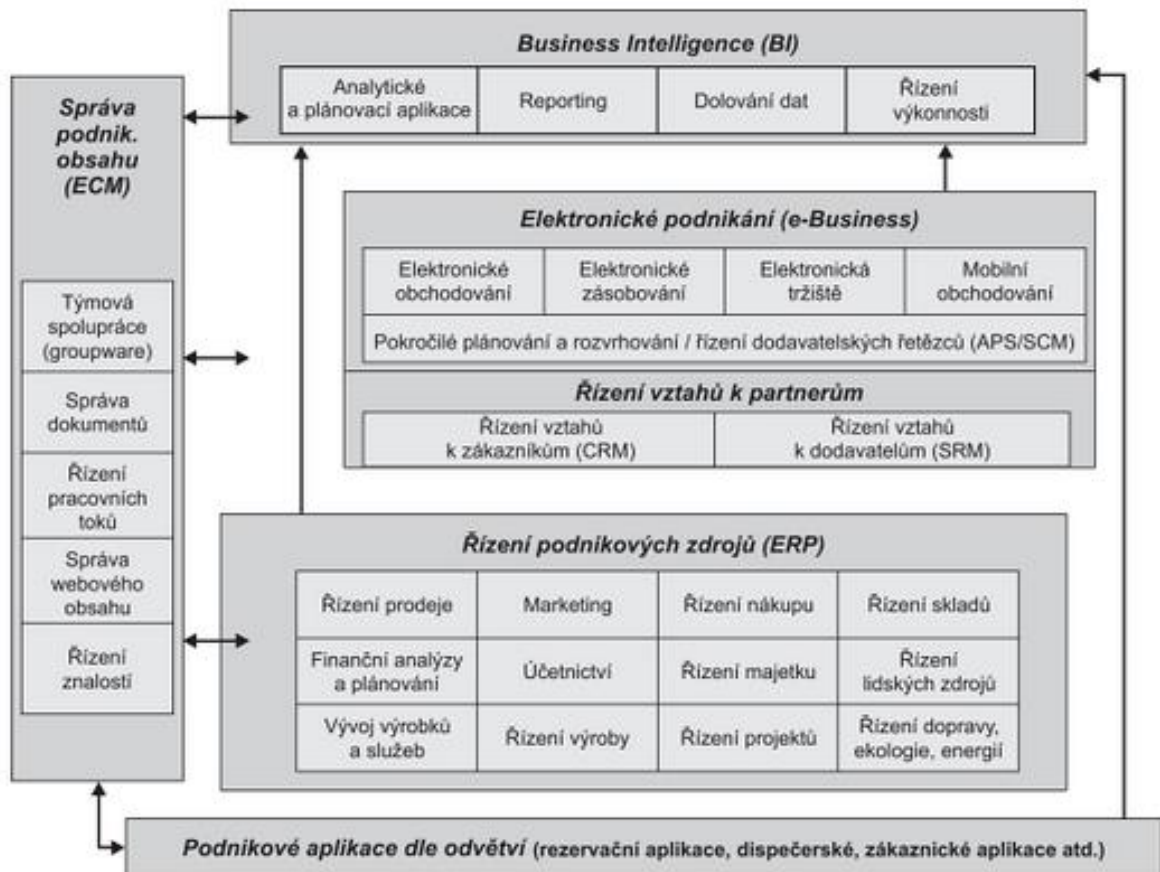 Business Intelligence (BI)
Analytické
a plánovací aplikace
Reporting
Dolování dat
Řízení
výkonnosti
Správa
podnik.
obsahu
(ECM)
Týmová
spolupráce
(groupware)
Správa
dokumentů
Řízení
pracovních
toků
Správa
webového
obsahu
Řízení
znalostí
Elektronické podnikání (e-Business)
Elektronické
obchodování
Elektronické
zásobování
Elektronická
tržiště
Mobilní
obchodování
Pokročilé plánování a rozvrhování / řízení dodavatelských řetězců (APS/SCM)
Řízení vztahů k partnerům
Řízení vztahů
k zákazníkům (CRM)
Řízení vztahů
k dodavatelům (SRM)
Řízení podnikových zdrojů (ERP)
Řízení prodeje
Marketing
Řízení nákupu
Řízení skladů
Finanční analýzy
a plánování
Účetnictví
Řízení majetku
Řízení
lidských zdrojů
Vývoj výrobků
a služeb
Řízení výroby
Řízení projektů
Řízení dopravy,
ekologie, energií
Podnikové aplikace dle odvětví (rezervační aplikace, dispečerské, zákaznické aplikace atd.)